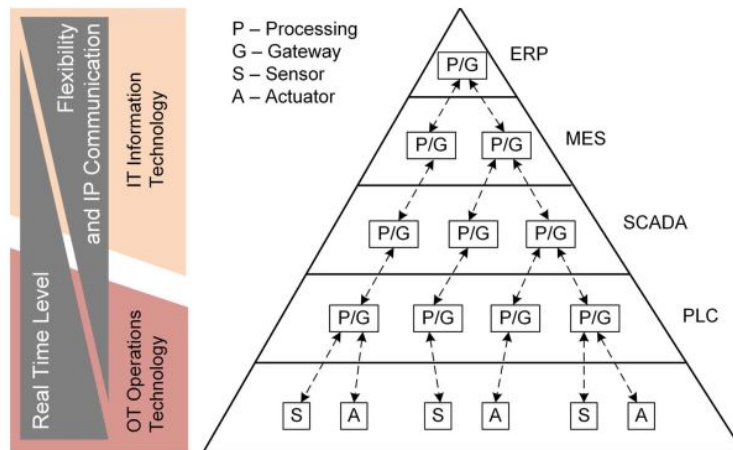 Real Time Level
Flexibility
and IP Communication
IT Information
Technology
OT Operations
Technology
P – Processing
G – Gateway
S – Sensor
A – Actuator
P/G
ERP
P/G P/G
MES
P/G P/G P/G
SCADA
P/G P/G P/G P/G
PLC
S A S A S A